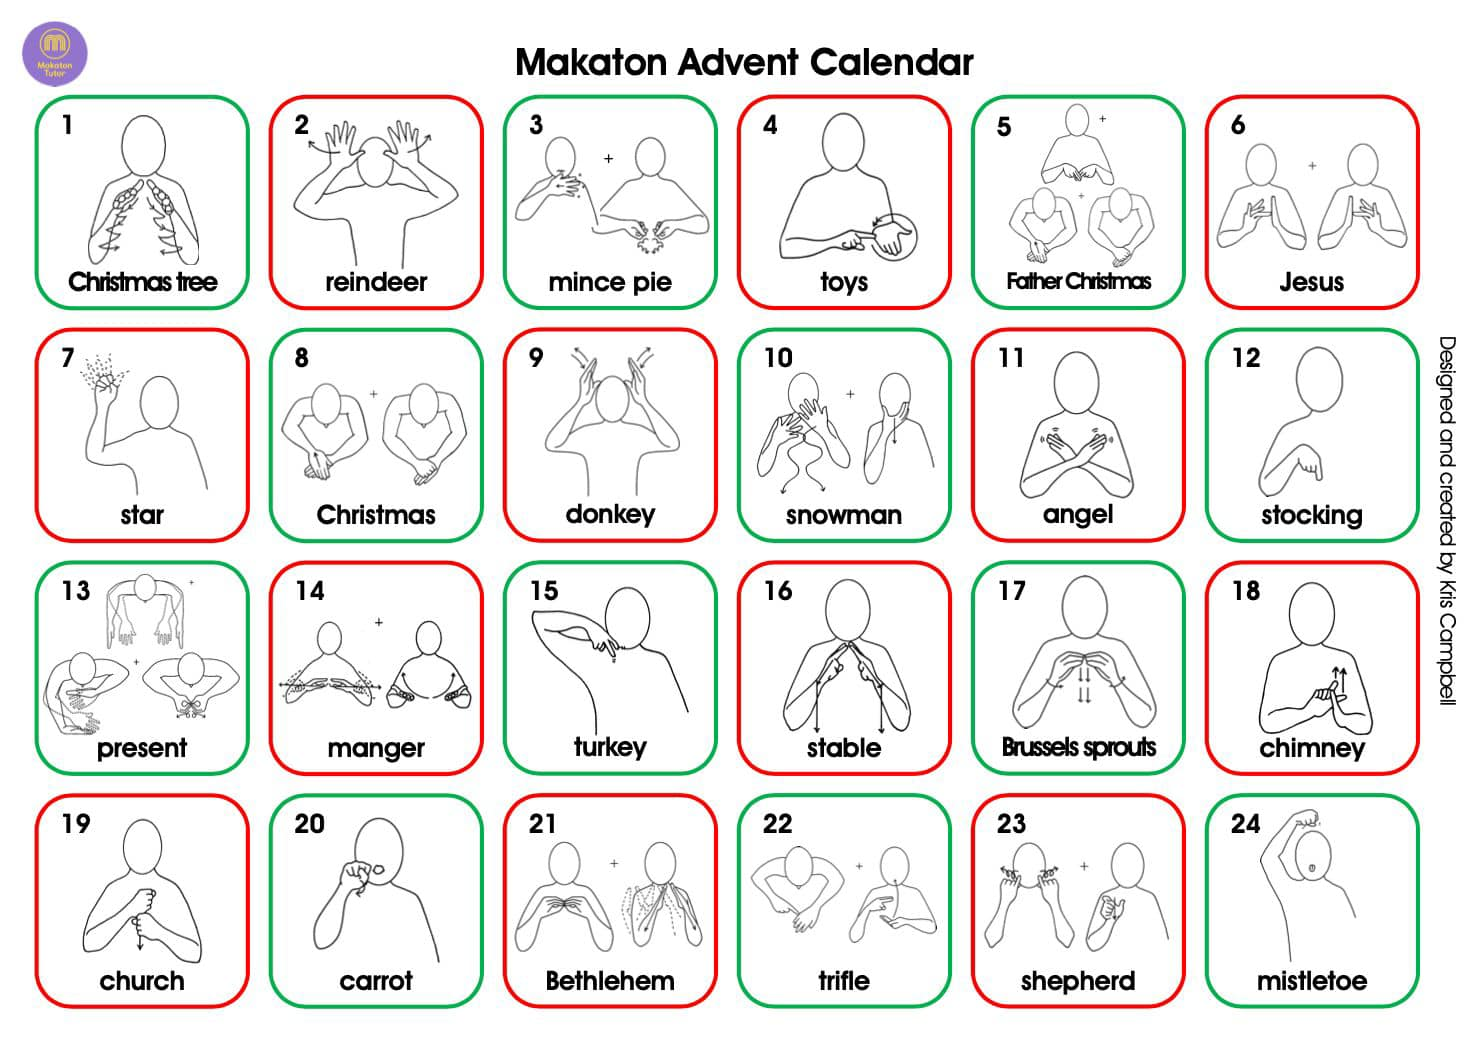 Makaton
Tutor
Makaton Advent Calendar
1
Christmas tree
2
reindeer
3
+
mince pie
4
toys
5
+
+
Father Christmas
6
+
Jesus
7
star
8
+
Christmas
9
donkey
10
+
snowman
11
angel
12
stocking
13
+
+
present
14
+
manger
15
turkey
16
stable
17
Brussels sprouts
18
chimney
19
church
20
carrot
21
+
Bethlehem
22
+
trifle
23
+
shepherd
24
mistletoe
Designed and created by Kris Campbell